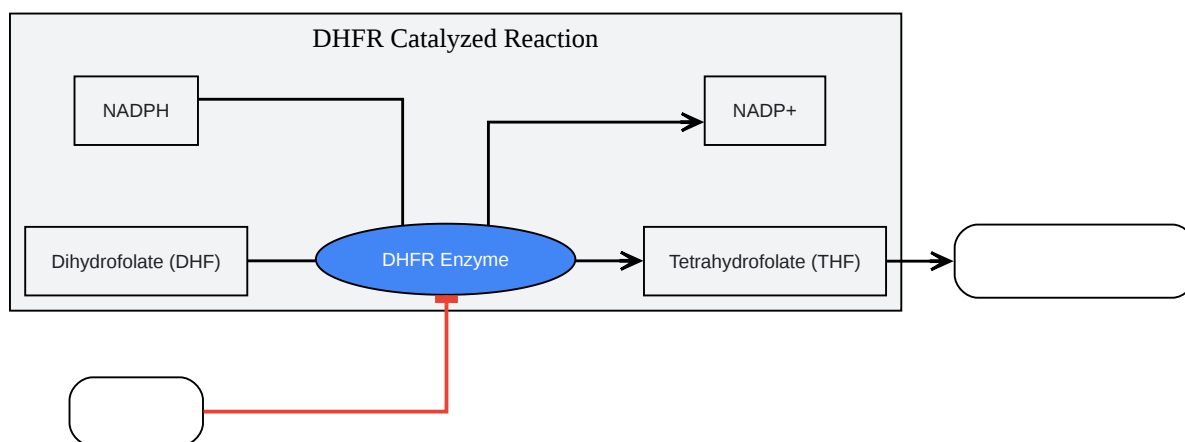 DHFR Catalyzed Reaction
NADPH
NADP+
Dihydrofolate (DHF)
DHFR Enzyme
Tetrahydrofolate (THF)